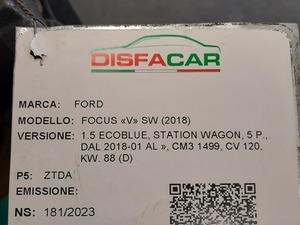 DISFACAR
MARCA: FORD
MODELLO: FOCUS «V» SW (2018)
VERSIONE: 1.5 ECOBLUE, STATION WAGON, 5 P.,
DAL 2018-01 AL », CM3 1499, CV 120,
KW. 88 (D)
P5: ZTDA
EMISSIONE:
NS: 181/2023